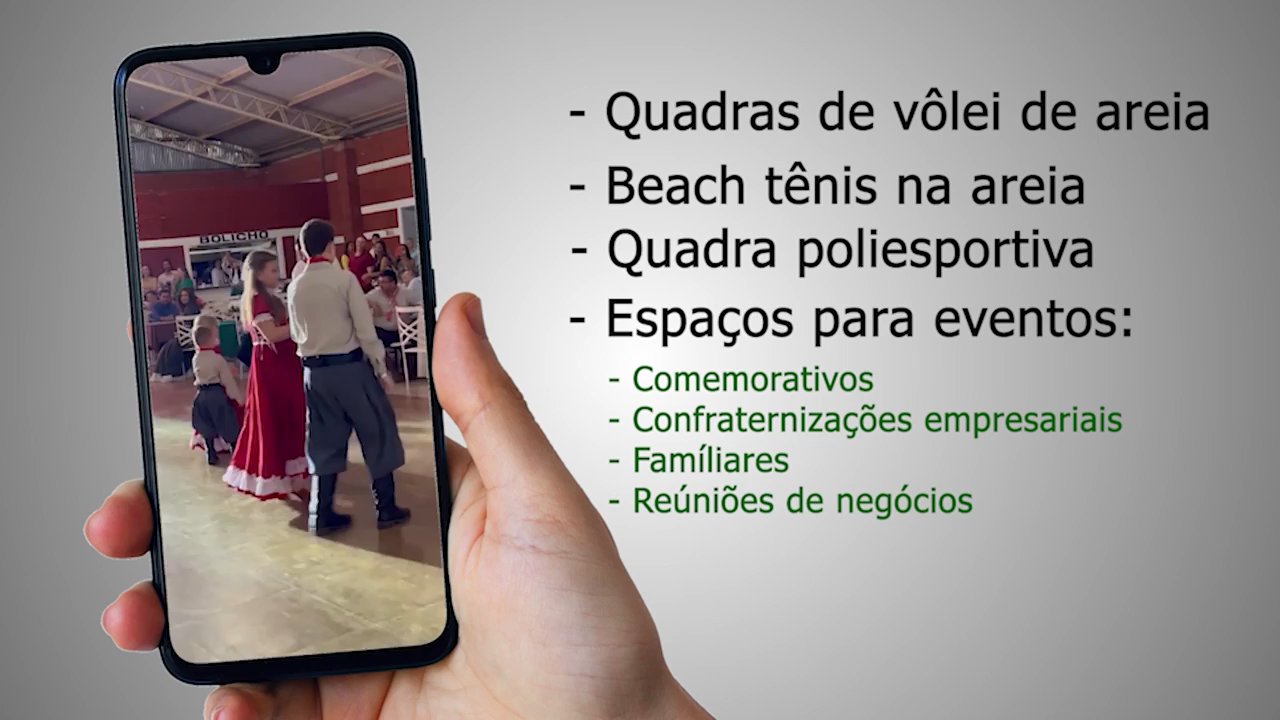 BOLICHO
- Quadras de vôlei de areia
- Beach tênis na areia
- Quadra poliesportiva
- Espaços para eventos:
- Comemorativos
- Confraternizações empresariais
- Famíliares
- Reúniões de negócios